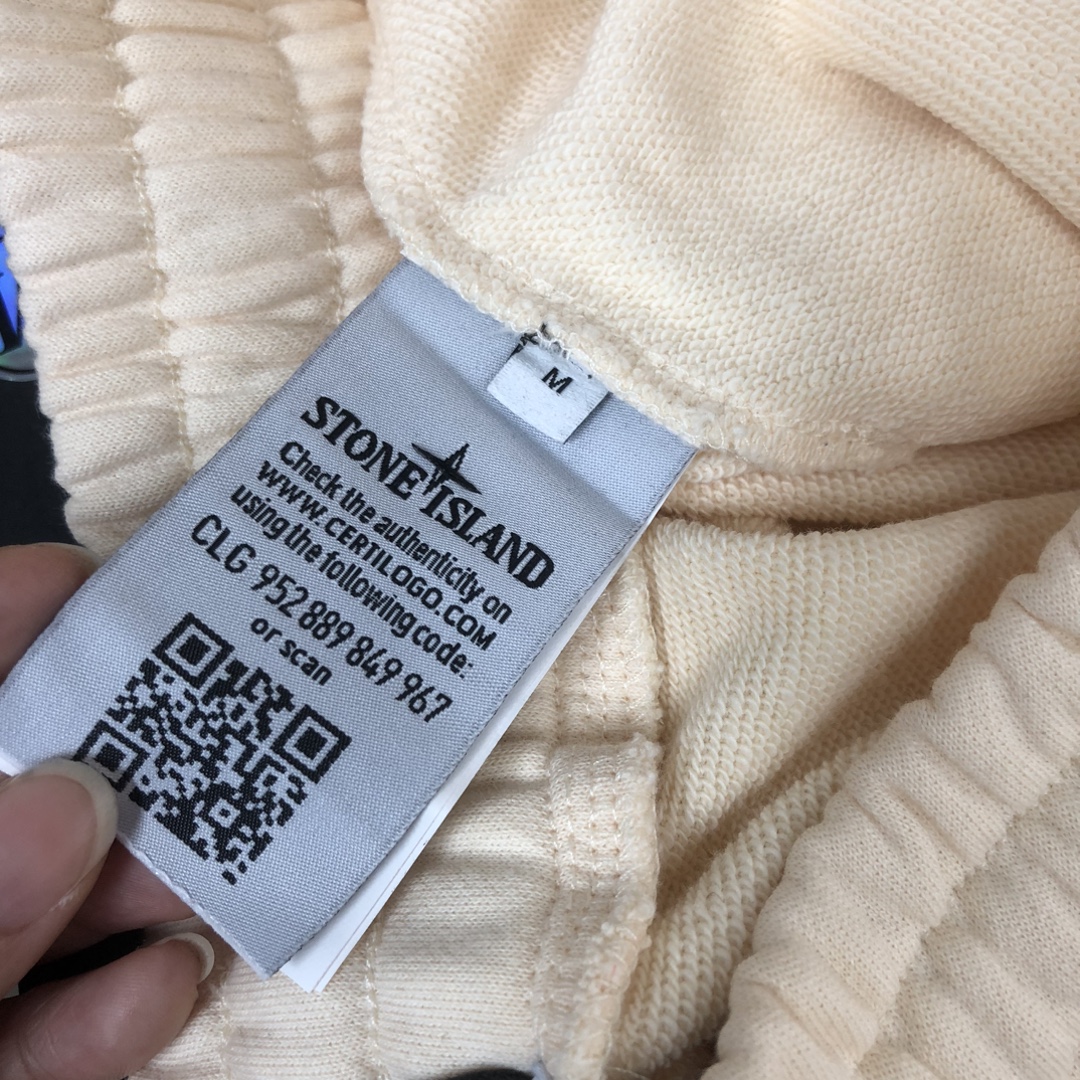 M
STONE ISLAND
Check the authenticity on
WWW.CERTILOGO.COM
using the following code:
CLG 952 889 849 967
or scan